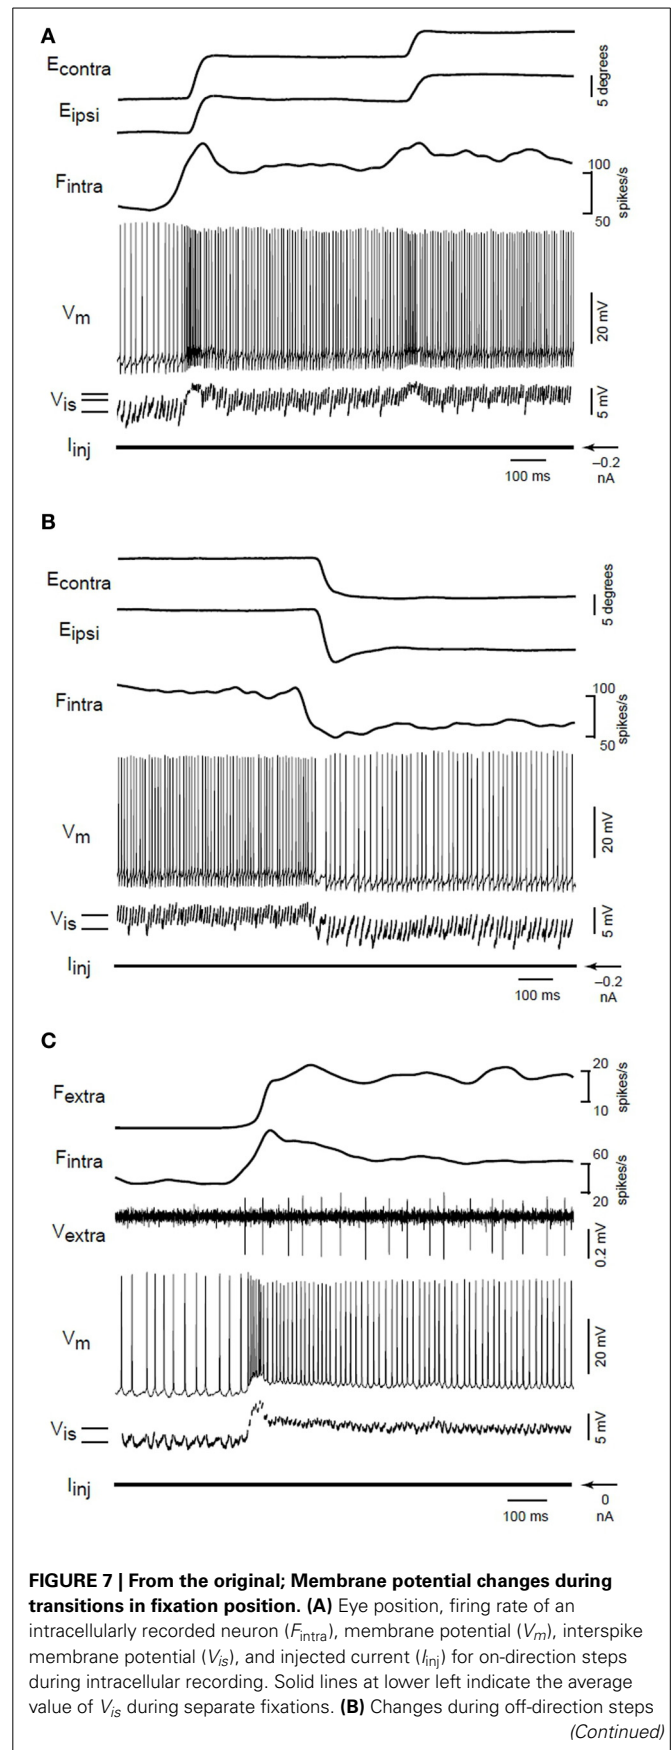 A
Econtra
5 degrees
Eipsi
Fintra
100
50
spikes/s
Vm
20 mV
Vis
5 mV
Iinj
–0.2
nA
100 ms
B
Econtra
5 degrees
Eipsi
Fintra
100
50
spikes/s
Vm
20 mV
Vis
5 mV
Iinj
–0.2
nA
100 ms
C
Fextra
20
10
spikes/s
Fintra
60
20
spikes/s
Vextra
0.2 mV
Vm
20 mV
Vis
5 mV
Iinj
0
nA
100 ms
FIGURE 7 | From the original; Membrane potential changes during
transitions in fixation position. (A) Eye position, firing rate of an
intracellularly recorded neuron (Fintra), membrane potential (Vm), interspike
membrane potential (Vis), and injected current (Iinj) for on-direction steps
during intracellular recording. Solid lines at lower left indicate the average
value of Vis during separate fixations. (B) Changes during off-direction steps
(Continued)